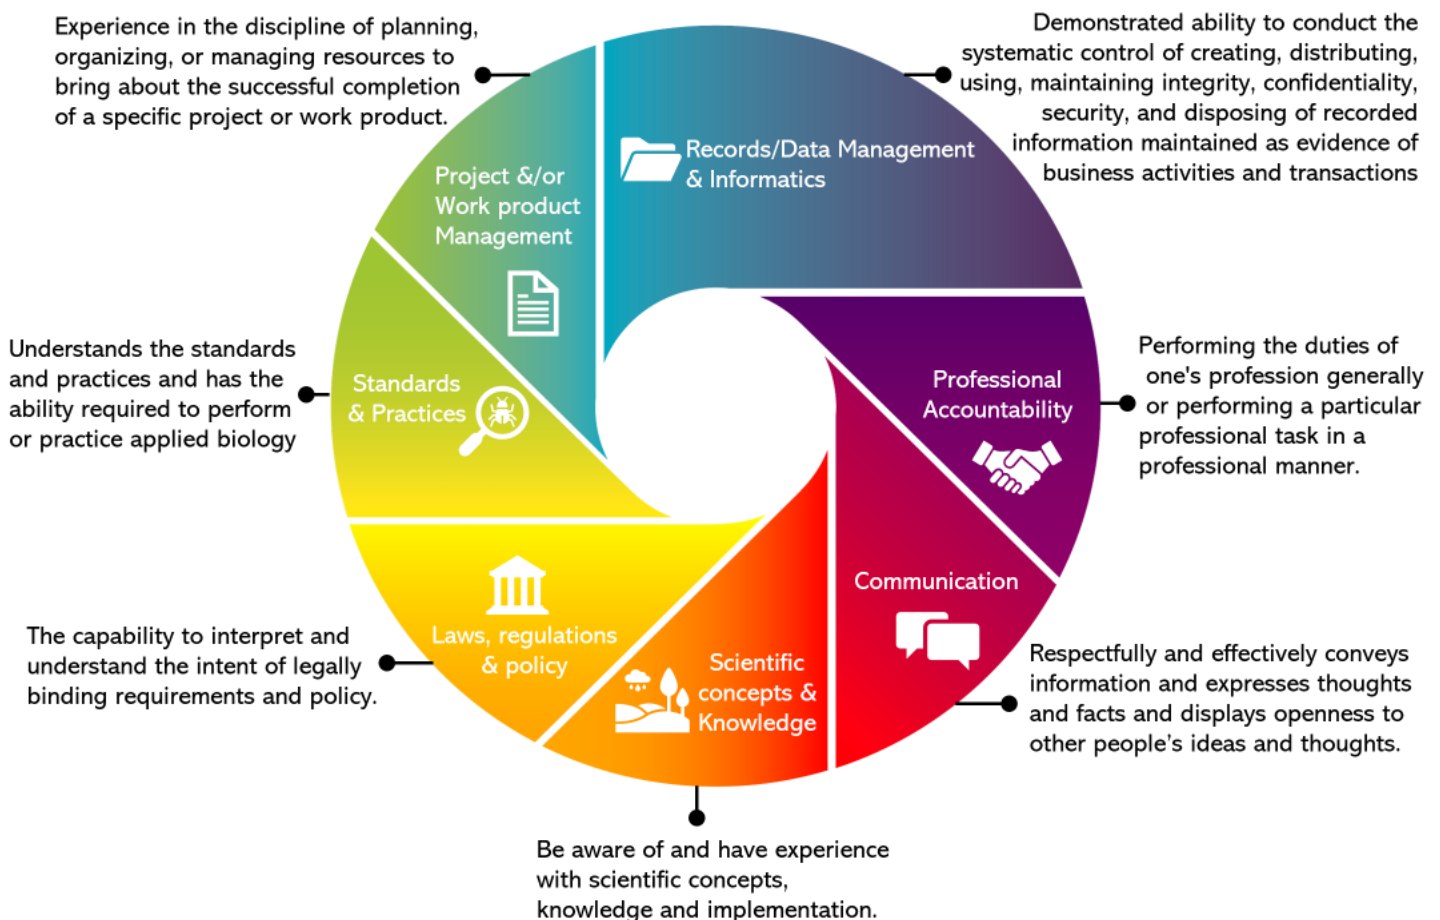 Experience in the discipline of planning,
organizing, or managing resources to
bring about the successful completion
of a specific project or work product.
Demonstrated ability to conduct the
systematic control of creating, distributing,
using, maintaining integrity, confidentiality,
security, and disposing of recorded
information maintained as evidence of
business activities and transactions
Records/Data Management
& Informatics
Project &/or
Work product
Management
Understands the standards
and practices and has the
ability required to perform
or practice applied biology
Standards
& Practices
Professional
Accountability
Performing the duties of
one's profession generally
or performing a particular
professional task in a
professional manner.
Communication
Respectfully and effectively conveys
information and expresses thoughts
and facts and displays openness to
other people’s ideas and thoughts.
The capability to interpret and
understand the intent of legally
binding requirements and policy.
Laws, regulations
& policy
Scientific
concepts &
Knowledge
Be aware of and have experience
with scientific concepts,
knowledge and implementation.